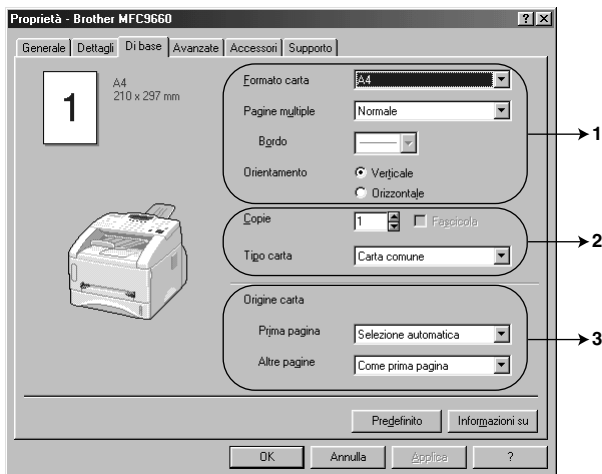 Proprietà - Brother MFC9660
Generale Dettagli Di base Avanzate Accessori Supporto
1
A4
210 x 297 mm
Formato carta A4
Pagine multiple Normale
Bordo
Orientamento Verticale
Orizzontale
1
Copie 1 Fascicola
Tipo carta Carta comune
2
Origine carta
Prima pagina Selezione automatica
Altre pagine Come prima pagina
3
Predefinito Informazioni su
OK Annulla Applica ?